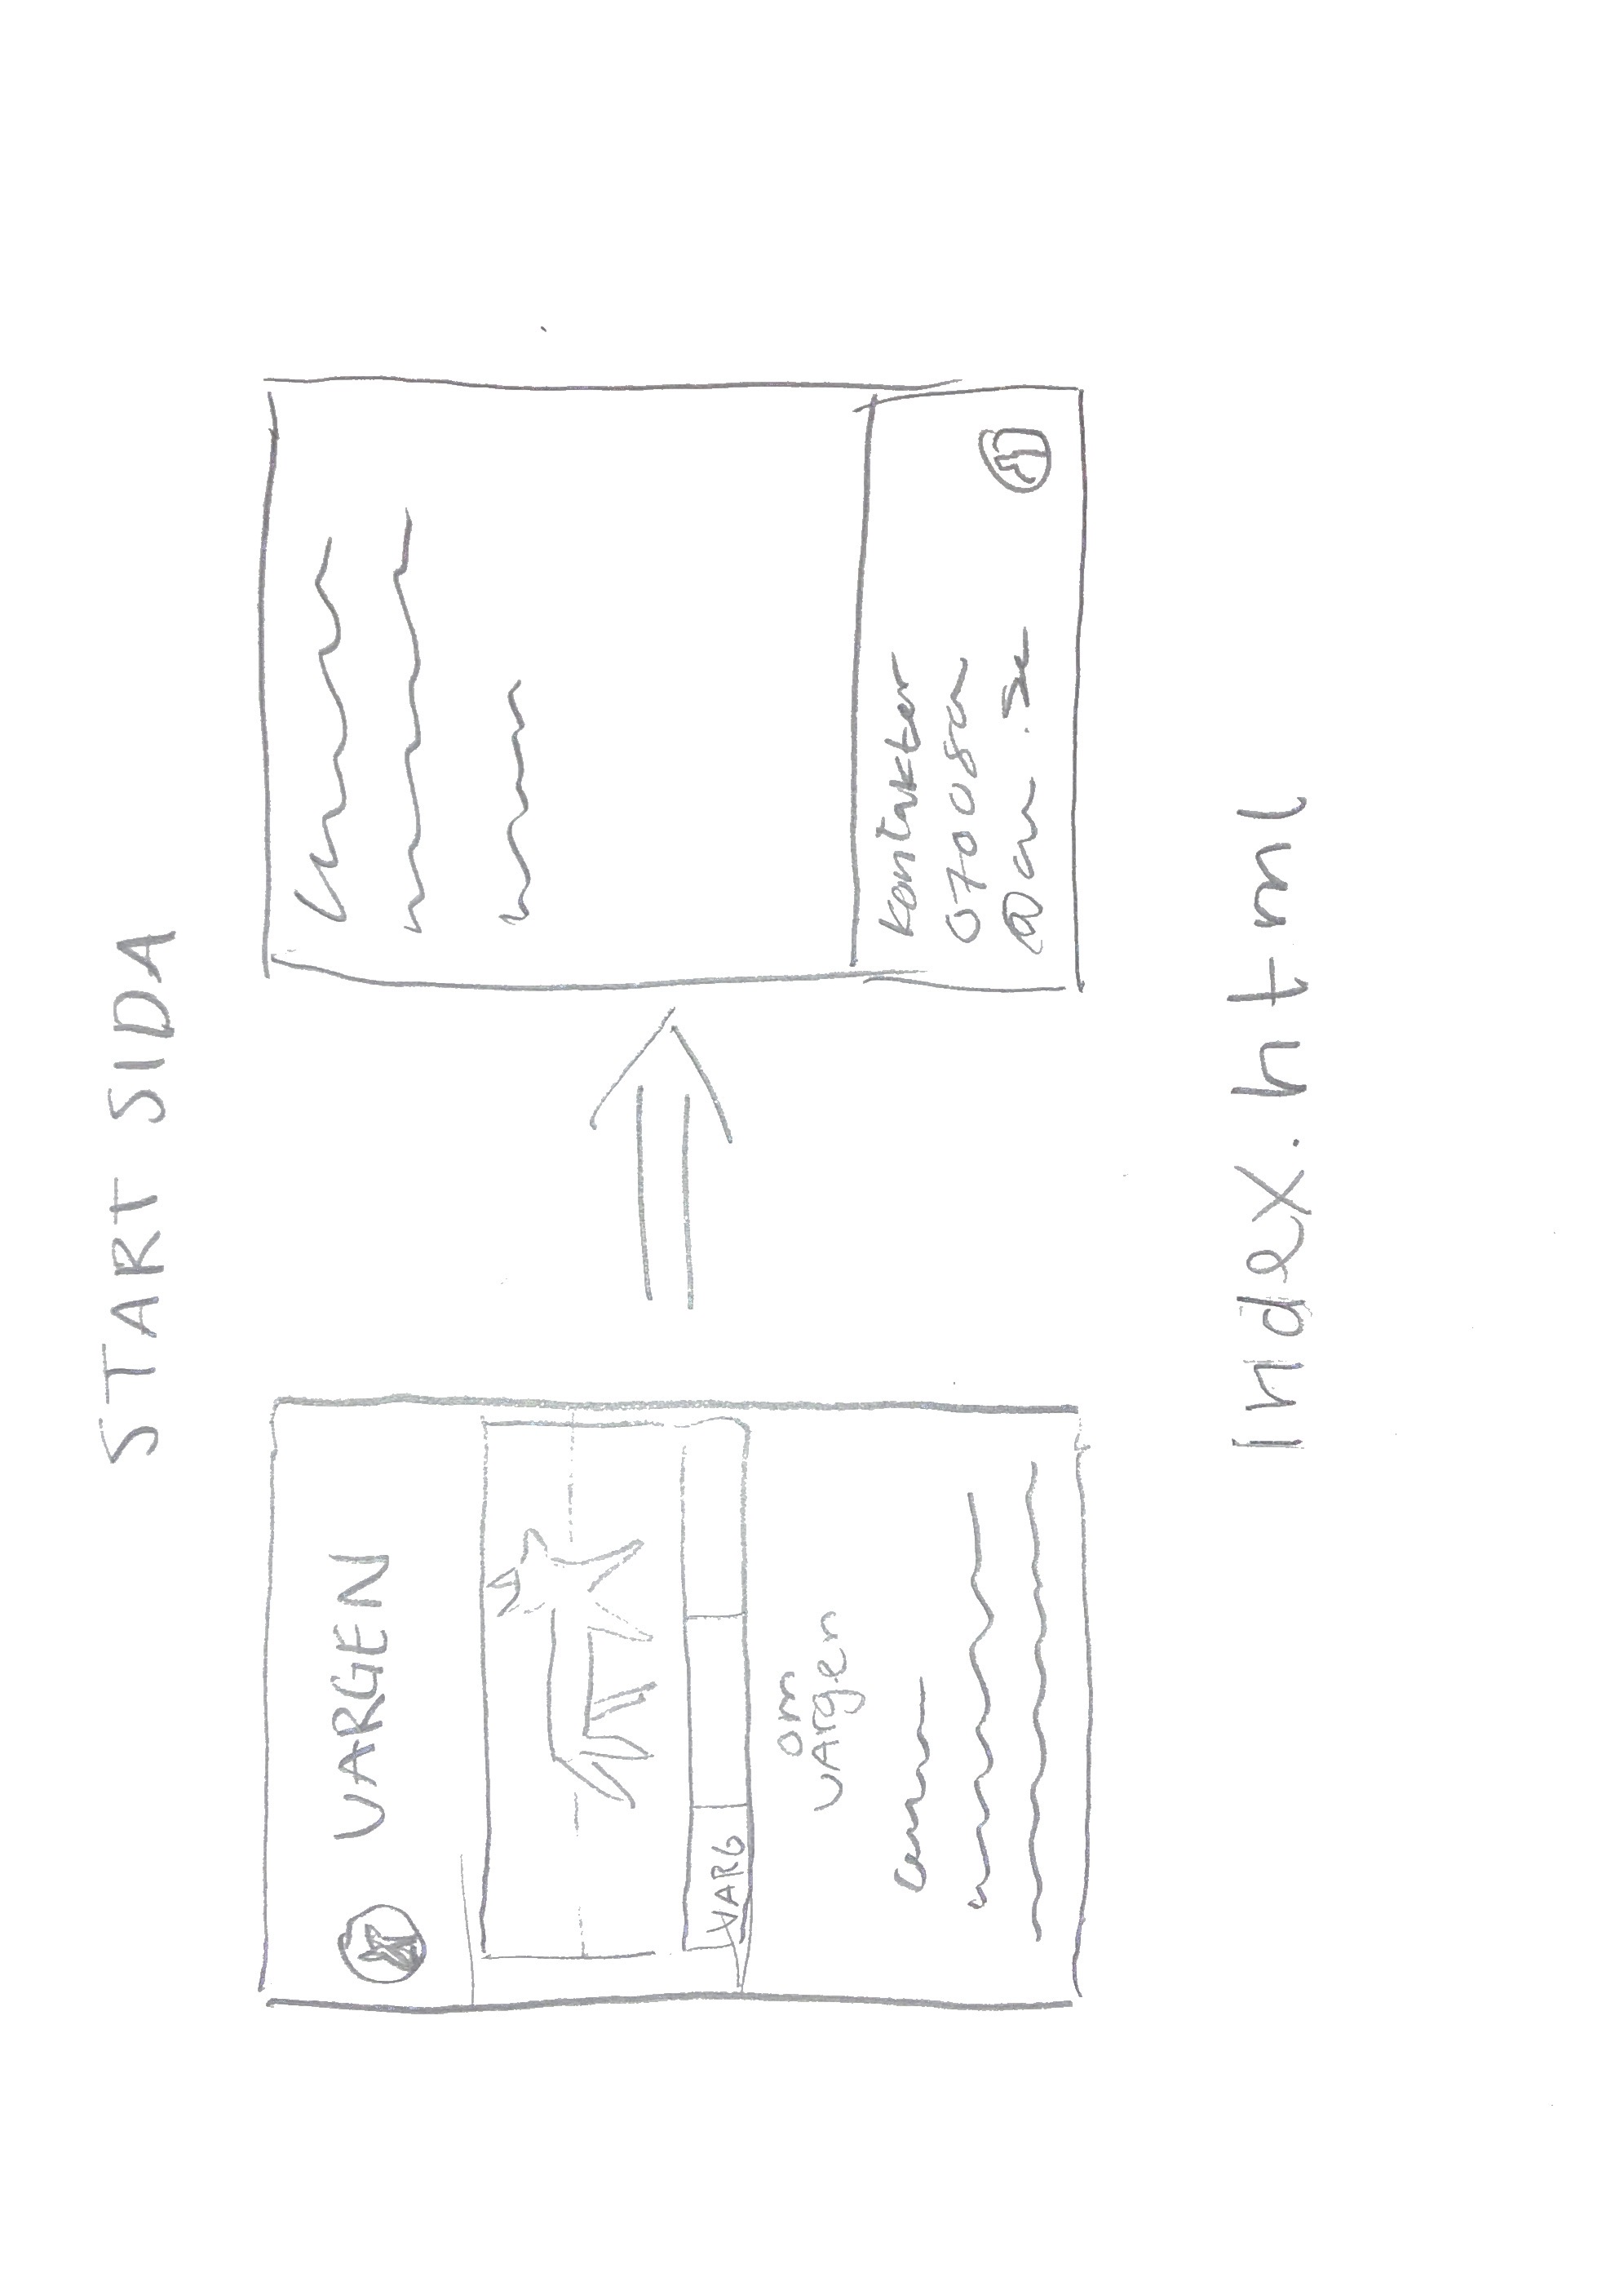 START SIDA
VARGEN
VARG
om
vargen
kontakter
Index.html